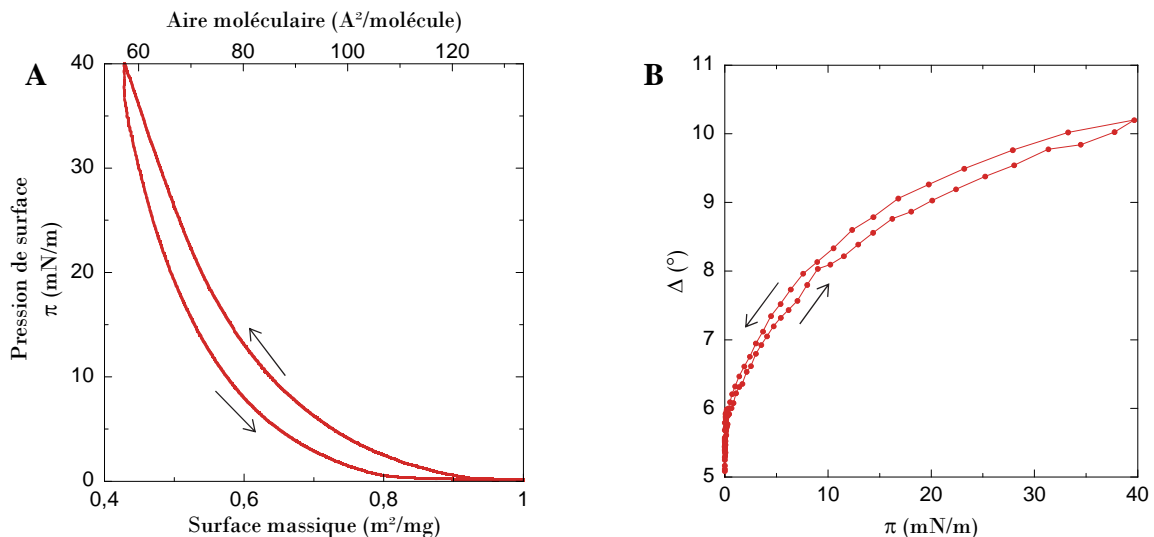 Aire moléculaire (A²/molécule)
60 80 100 120
A
40
30
20
10
0
Pression de surface
π (mN/m)
0,4 0,6 0,8 1
Surface massique (m²/mg)
B
11
10
9
8
7
6
5
Δ (°)
0 10 20 30 40
π (mN/m)